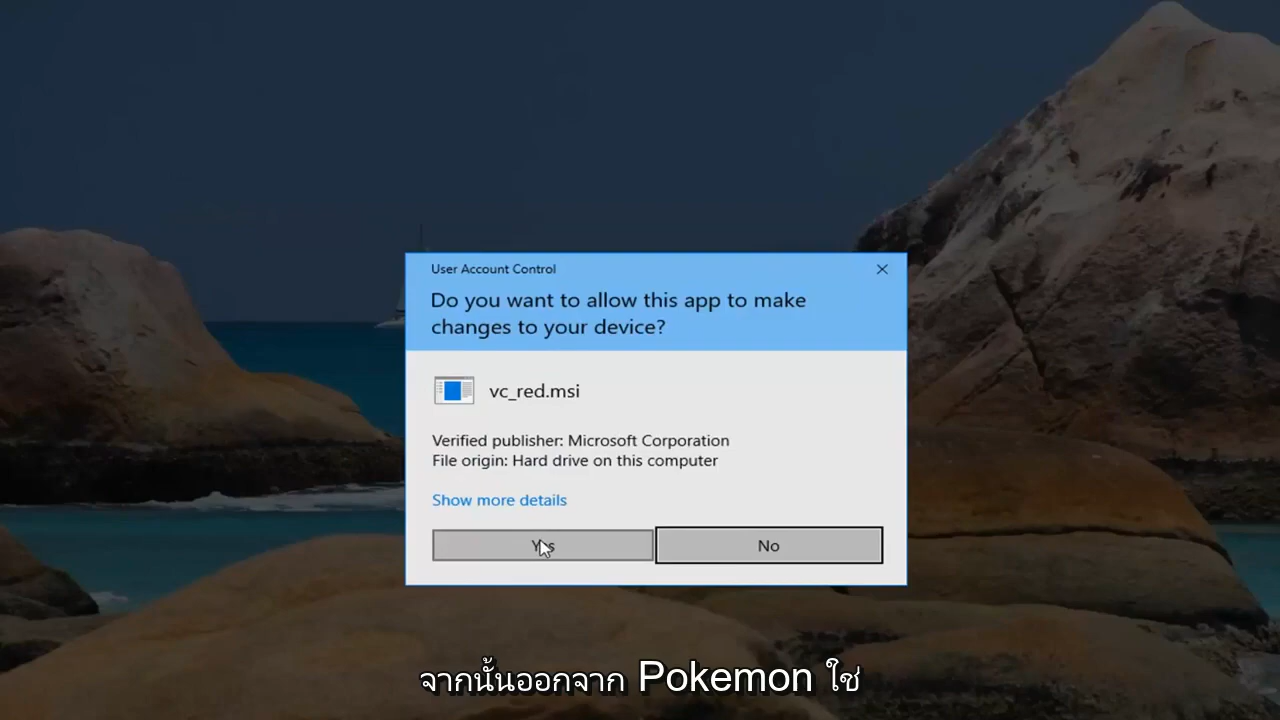 User Account Control
Do you want to allow this app to make
changes to your device?
vc_red.msi
Verified publisher: Microsoft Corporation
File origin: Hard drive on this computer
Show more details
Yes
No
จากนั้นออกจาก Pokemon ใช่